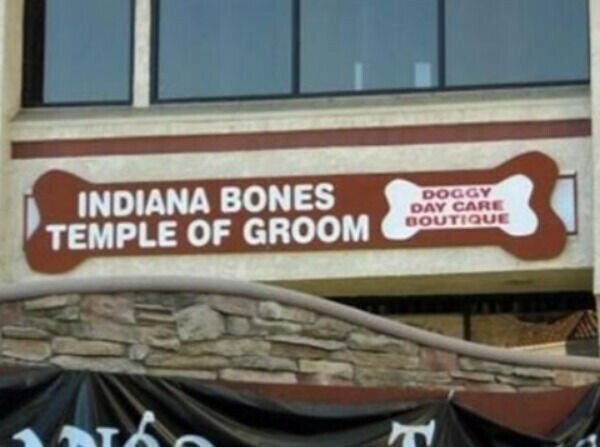 INDIANA BONES
TEMPLE OF GROOM
DOGGY
DAY CARE
BOUTIQUE